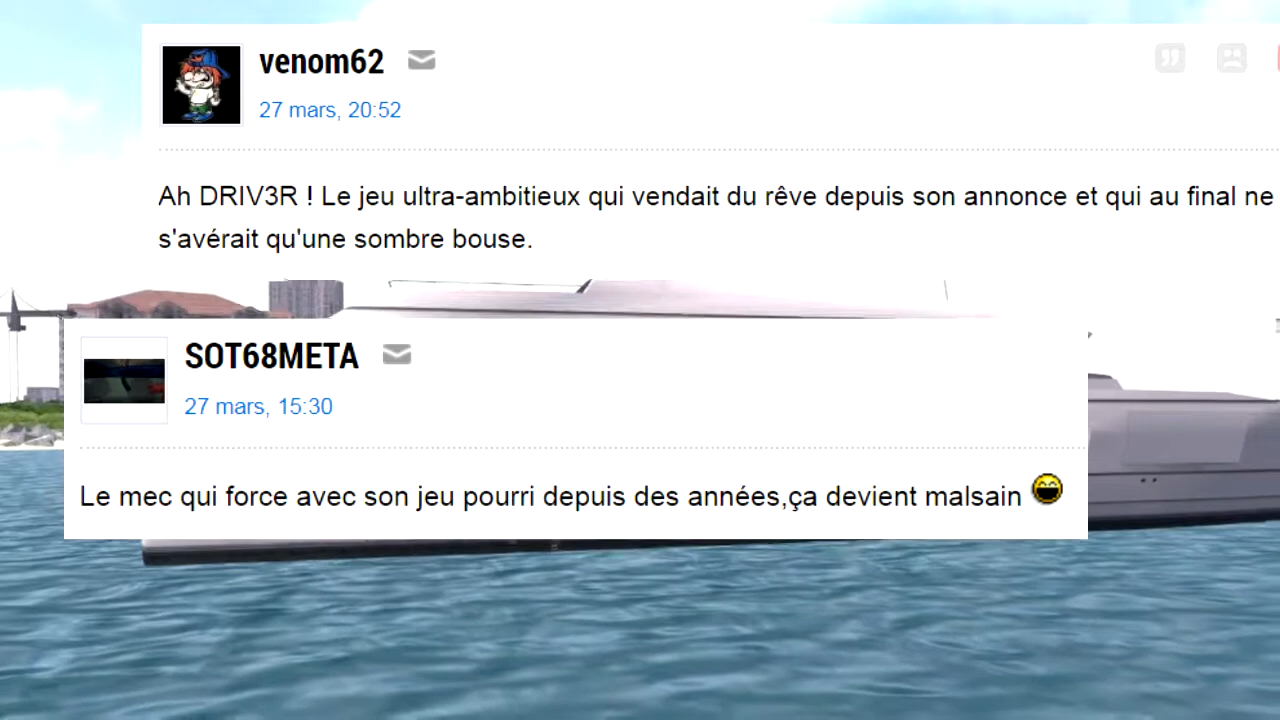 venom62
27 mars, 20:52
Ah DRIV3R ! Le jeu ultra-ambitieux qui vendait du rêve depuis son annonce et qui au final ne
s'avérait qu'une sombre bouse.
SOT68META
27 mars, 15:30
Le mec qui force avec son jeu pourri depuis des années,ça devient malsain